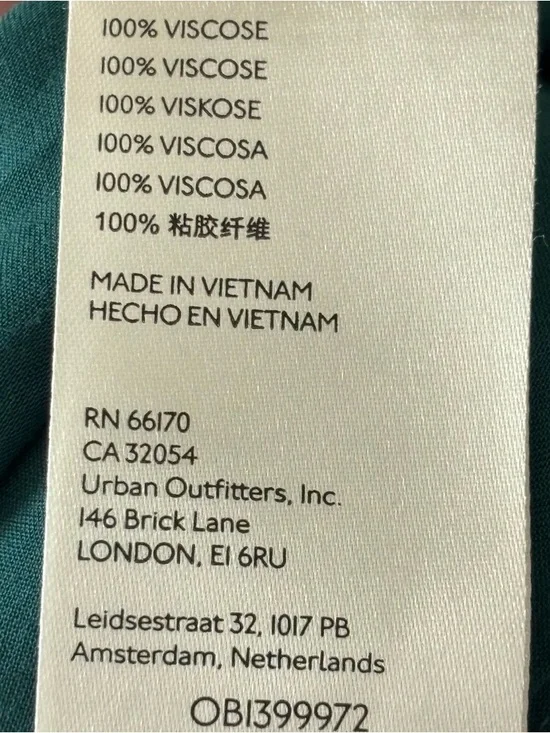 100% VISCOSE
100% VISCOSE
100% VISKOSE
100% VISCOSA
100% VISCOSA
100% 粘胶纤维
MADE IN VIETNAM
HECHO EN VIETNAM
RN 66170
CA 32054
Urban Outfitters, Inc.
146 Brick Lane
LONDON, E1 6RU
Leidsestraat 32, 1017 PB
Amsterdam, Netherlands
OB1399972